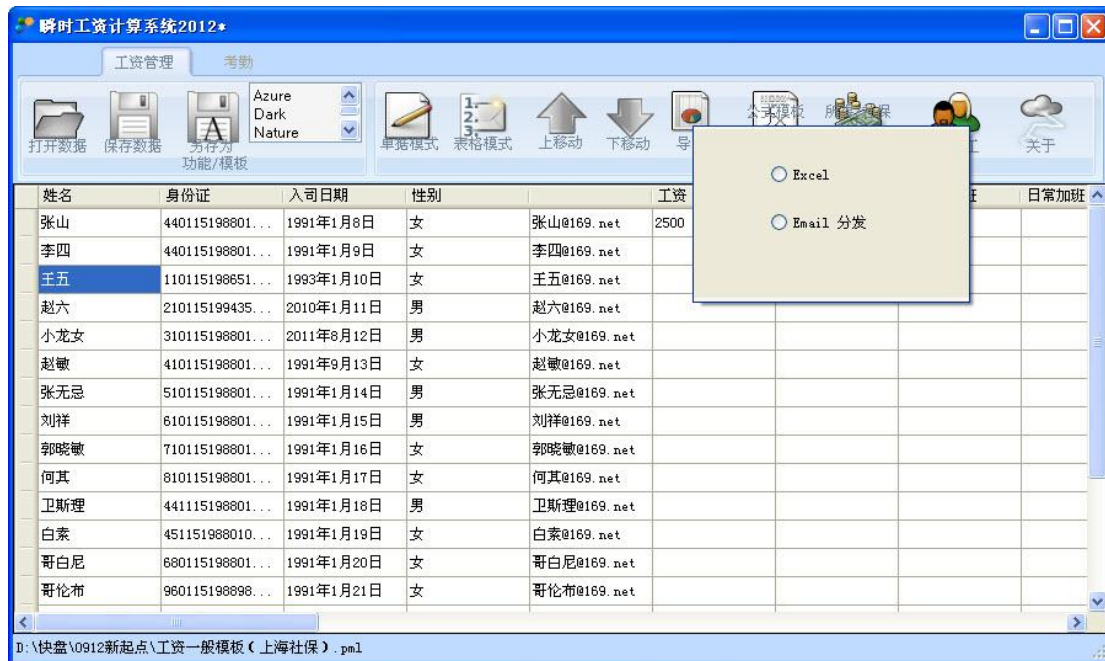 瞬时工资计算系统2012*
工资管理 考勤
Azure
Dark
Nature
打开数据 保存数据 另存为 单据模式 表格模式 上移动 下移动 导 公式模板 关于
功能/模板
姓名 身份证 入司日期 性别 工资 日常加班
张山 440115198801... 1991年1月8日 女 张山@169.net 2500
李四 440115198801... 1991年1月9日 女 李四@169.net
王五 110115198651... 1993年1月10日 女 王五@169.net
赵六 210115199435... 2010年1月11日 男 赵六@169.net
小龙女 310115198801... 2011年8月12日 男 小龙女@169.net
赵敏 410115198801... 1991年9月13日 女 赵敏@169.net
张无忌 510115198801... 1991年1月14日 男 张无忌@169.net
刘祥 610115198801... 1991年1月15日 男 刘祥@169.net
郭晓敏 710115198801... 1991年1月16日 女 郭晓敏@169.net
何其 810115198801... 1991年1月17日 女 何其@169.net
卫斯理 441115198801... 1991年1月18日 男 卫斯理@169.net
白素 451151988010... 1991年1月19日 女 白素@169.net
哥白尼 680115198801... 1991年1月20日 女 哥白尼@169.net
哥伦布 960115198898... 1991年1月21日 女 哥伦布@169.net
Excel
Email 分发
D:\快盘\0912新起点\工资一般模板(上海社保).pml